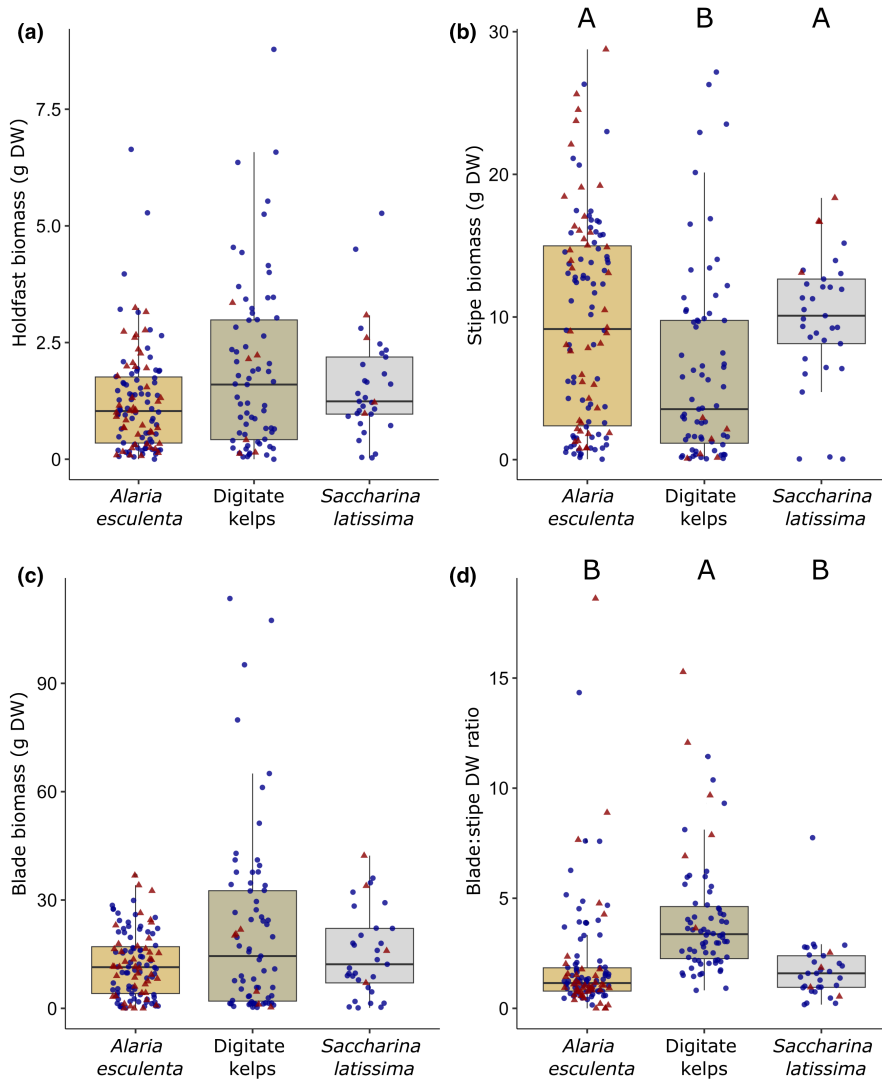 (a)
Holdfast biomass (g DW)
7.5
5.0
2.5
0
Alaria
esculenta
Digitate
kelps
Saccharina
latissima
(b)
A B A
Stipe biomass (g DW)
30
20
10
0
Alaria
esculenta
Digitate
kelps
Saccharina
latissima
(c)
Blade biomass (g DW)
90
60
30
0
Alaria
esculenta
Digitate
kelps
Saccharina
latissima
(d)
B A B
Blade:stipe DW ratio
15
10
5
0
Alaria
esculenta
Digitate
kelps
Saccharina
latissima